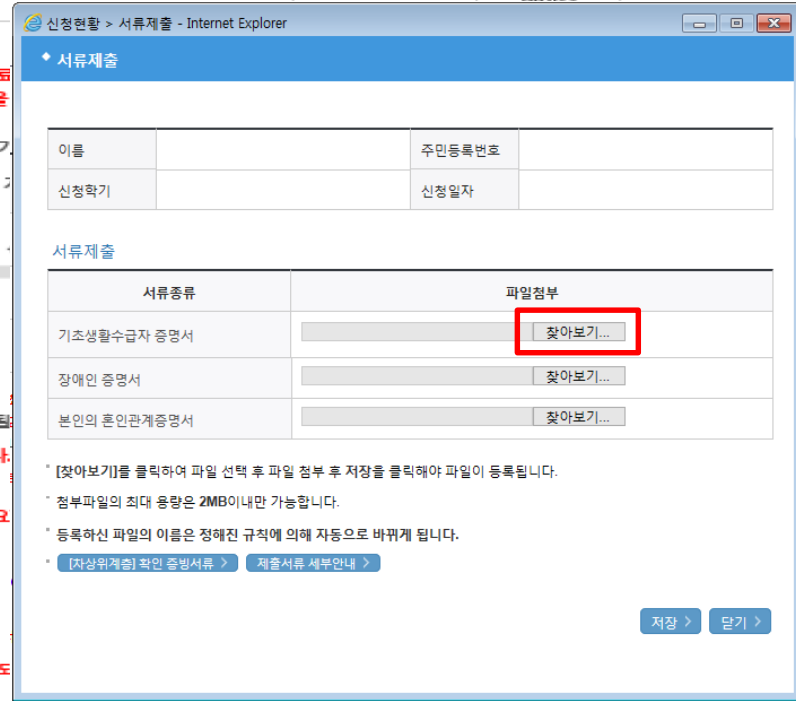 신청현황 > 서류제출 - Internet Explorer
서류제출
이름 주민등록번호
신청학기 신청일자
서류제출
서류종류 파일첨부
기초생활수급자 증명서 찾아보기...
장애인 증명서 찾아보기...
본인의 혼인관계증명서 찾아보기...
[찾아보기]를 클릭하여 파일 선택 후 파일 첨부 후 저장을 클릭해야 파일이 등록됩니다.
첨부파일의 최대 용량은 2MB이내만 가능합니다.
등록하신 파일의 이름은 정해진 규칙에 의해 자동으로 바뀌게 됩니다.
[차상위계층] 확인 증빙서류 > 제출서류 세부안내 >
저장 > 닫기 >